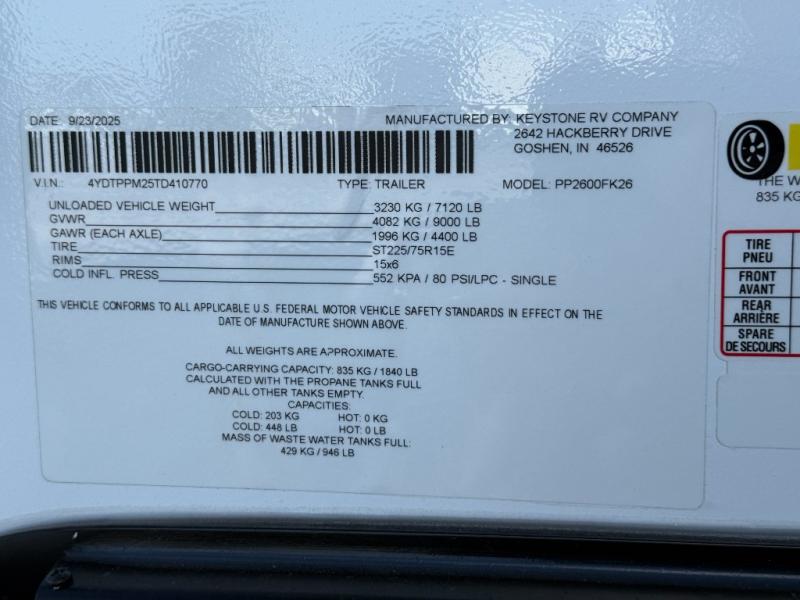 DATE: 9/23/2025
MANUFACTURED BY: KEYSTONE RV COMPANY
2642 HACKBERRY DRIVE
GOSHEN, IN 46526
V.I.N.: 4YDTPPM25TD410770 TYPE: TRAILER MODEL: PP2600FK26
UNLOADED VEHICLE WEIGHT 3230 KG / 7120 LB
GVWR 4082 KG / 9000 LB
GAWR (EACH AXLE) 1996 KG / 4400 LB
TIRE ST225/75R15E
RIMS 15x6
COLD INFL. PRESS 552 KPA / 80 PSI/LPC - SINGLE
THIS VEHICLE CONFORMS TO ALL APPLICABLE U.S. FEDERAL MOTOR VEHICLE SAFETY STANDARDS IN EFFECT ON THE
DATE OF MANUFACTURE SHOWN ABOVE.
ALL WEIGHTS ARE APPROXIMATE.
CARGO-CARRYING CAPACITY: 835 KG / 1840 LB
CALCULATED WITH THE PROPANE TANKS FULL
AND ALL OTHER TANKS EMPTY.
CAPACITIES:
COLD: 203 KG HOT: 0 KG
COLD: 448 LB HOT: 0 LB
MASS OF WASTE WATER TANKS FULL:
429 KG / 946 LB
THE W
835 KG
TIRE
PNEU
FRONT
AVANT
REAR
ARRIÈRE
SPARE
DE SECOURS